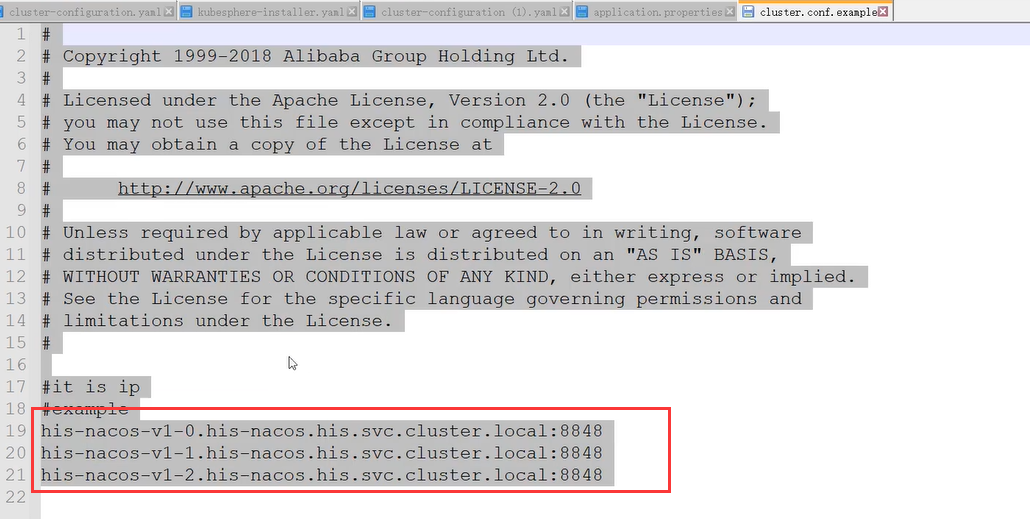 cluster-configuration.yaml
kubesphere-installer.yaml
cluster-configuration (1).yaml
application.properties
cluster.conf.example
1 #
2 # Copyright 1999-2018 Alibaba Group Holding Ltd.
3 #
4 # Licensed under the Apache License, Version 2.0 (the "License");
5 # you may not use this file except in compliance with the License.
6 # You may obtain a copy of the License at
7 #
8 #      http://www.apache.org/licenses/LICENSE-2.0
9 #
10 # Unless required by applicable law or agreed to in writing, software
11 # distributed under the License is distributed on an "AS IS" BASIS,
12 # WITHOUT WARRANTIES OR CONDITIONS OF ANY KIND, either express or implied.
13 # See the License for the specific language governing permissions and
14 # limitations under the License.
15 #
16
17 #it is ip
18 #example
19 his-nacos-v1-0.his-nacos.his.svc.cluster.local:8848
20 his-nacos-v1-1.his-nacos.his.svc.cluster.local:8848
21 his-nacos-v1-2.his-nacos.his.svc.cluster.local:8848
22